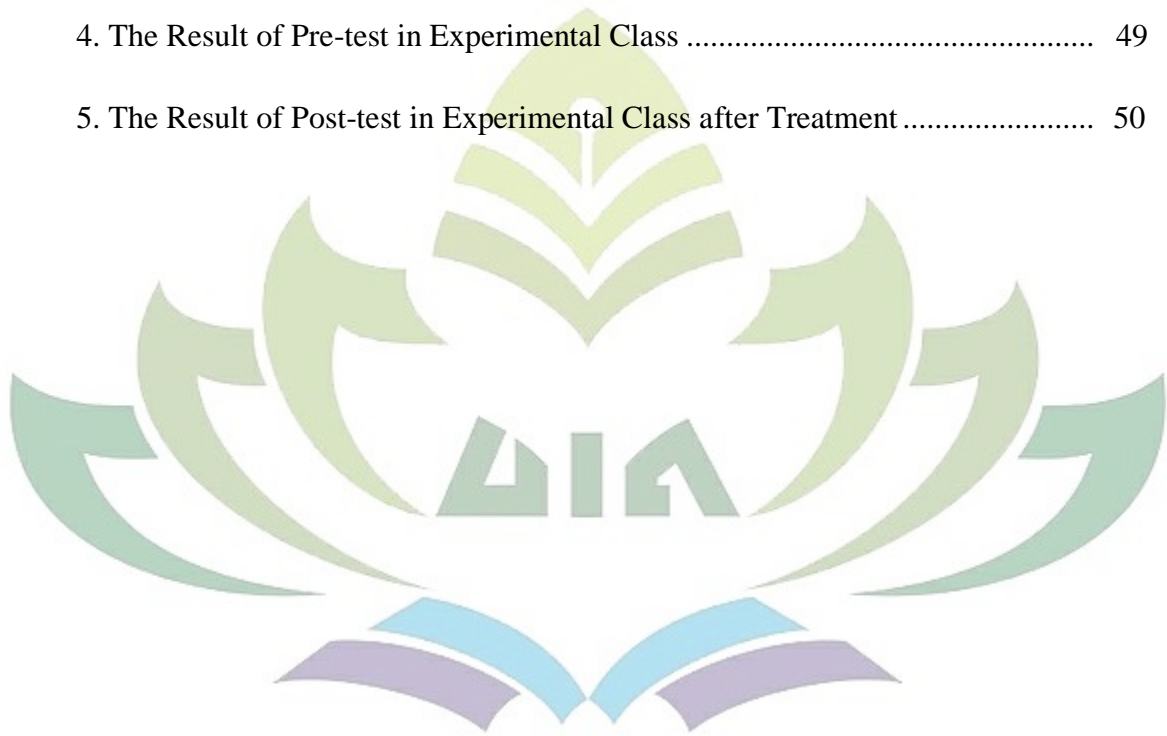 4. The Result of Pre-test in Experimental Class ................................................... 49
5. The Result of Post-test in Experimental Class after Treatment ........................ 50
UIN